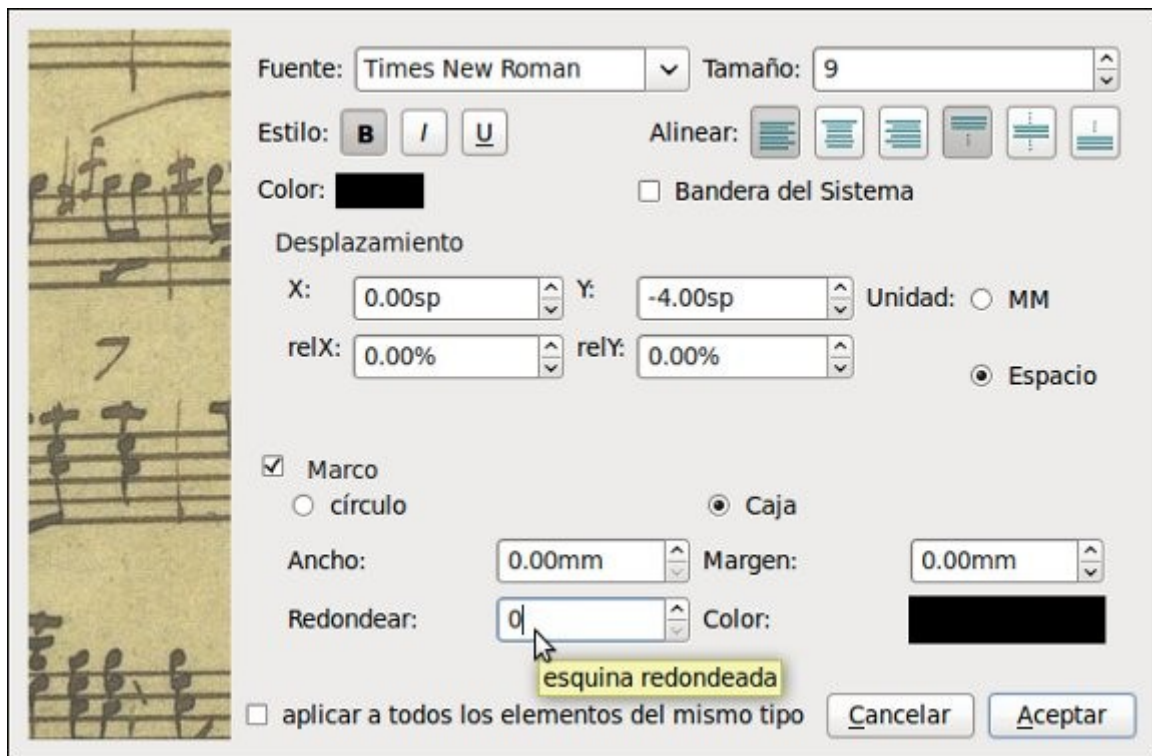 Fuente: Times New Roman Tamaño: 9
Estilo: B I U Alinear:
Color: Bandera del Sistema
Desplazamiento
X: 0.00sp Y: -4.00sp Unidad: MM
relX: 0.00% relY: 0.00%
Espacio
Marco
círculo Caja
Ancho: 0.00mm Margen: 0.00mm
Redondear: 0 Color:
esquina redondeada
aplicar a todos los elementos del mismo tipo Cancelar Aceptar